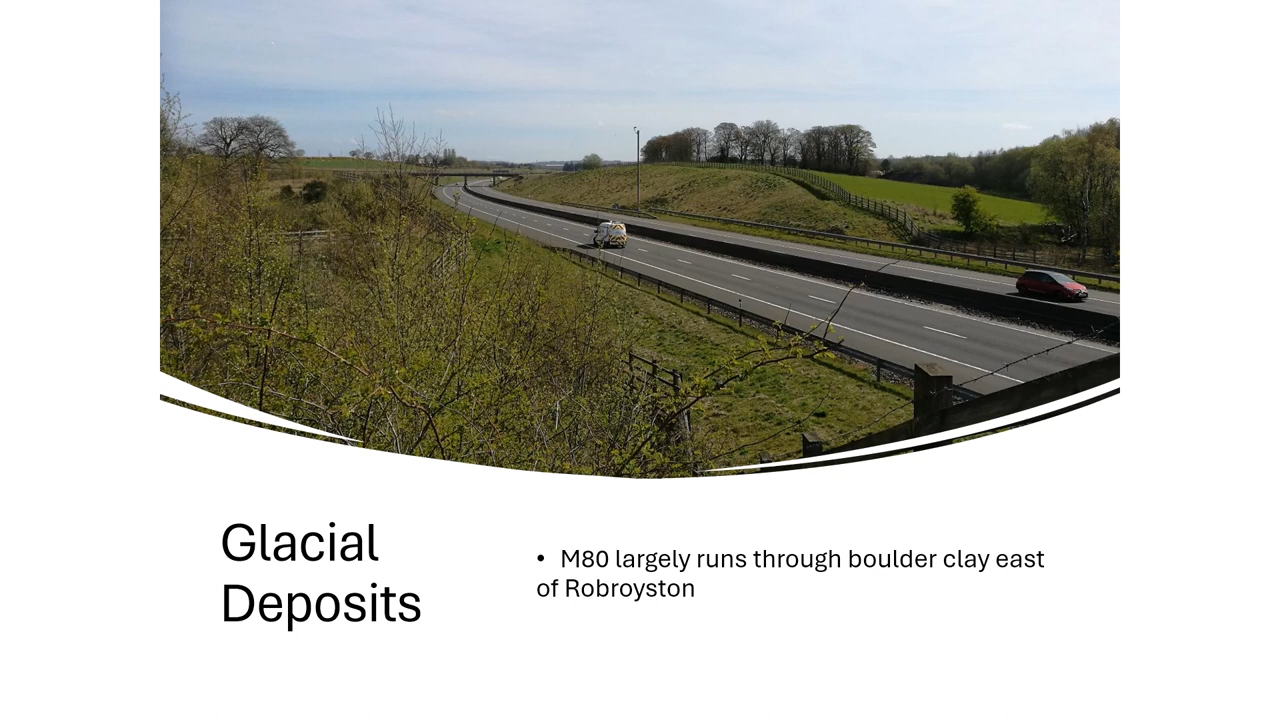 Glacial
Deposits
• M80 largely runs through boulder clay east
of Robroyston